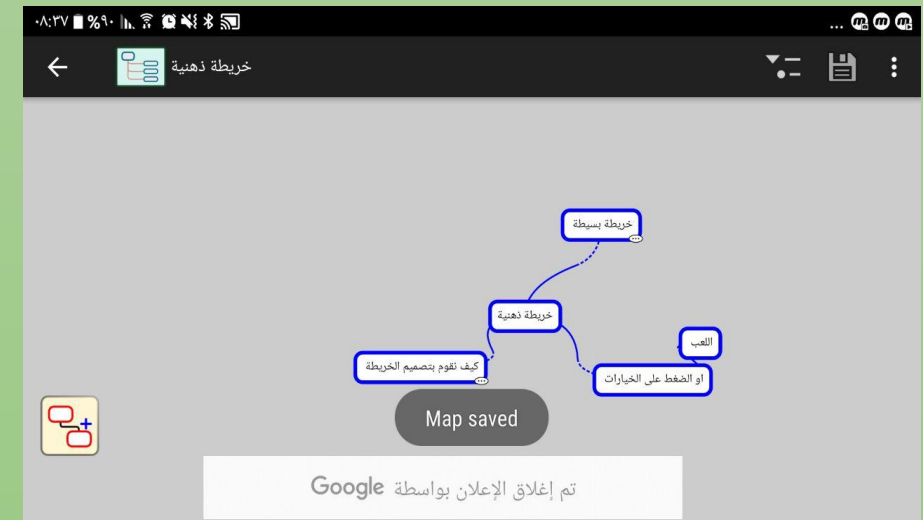 ٠٨:٣٧ %٩٠
...
خريطة ذهنية
خريطة بسيطة
خريطة ذهنية
اللعب
كيف نقوم بتصميم الخريطة
او الضغط على الخيارات
Map saved
تم إغلاق الإعلان بواسطة Google